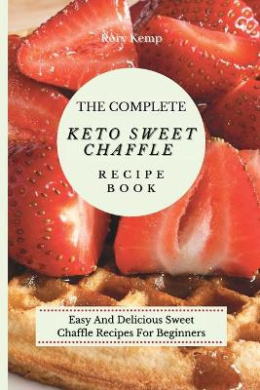 Rory Kemp
THE COMPLETE
KETO SWEET
CHAFFLE
RECIPE
BOOK
Easy And Delicious Sweet
Chaffle Recipes For Beginners